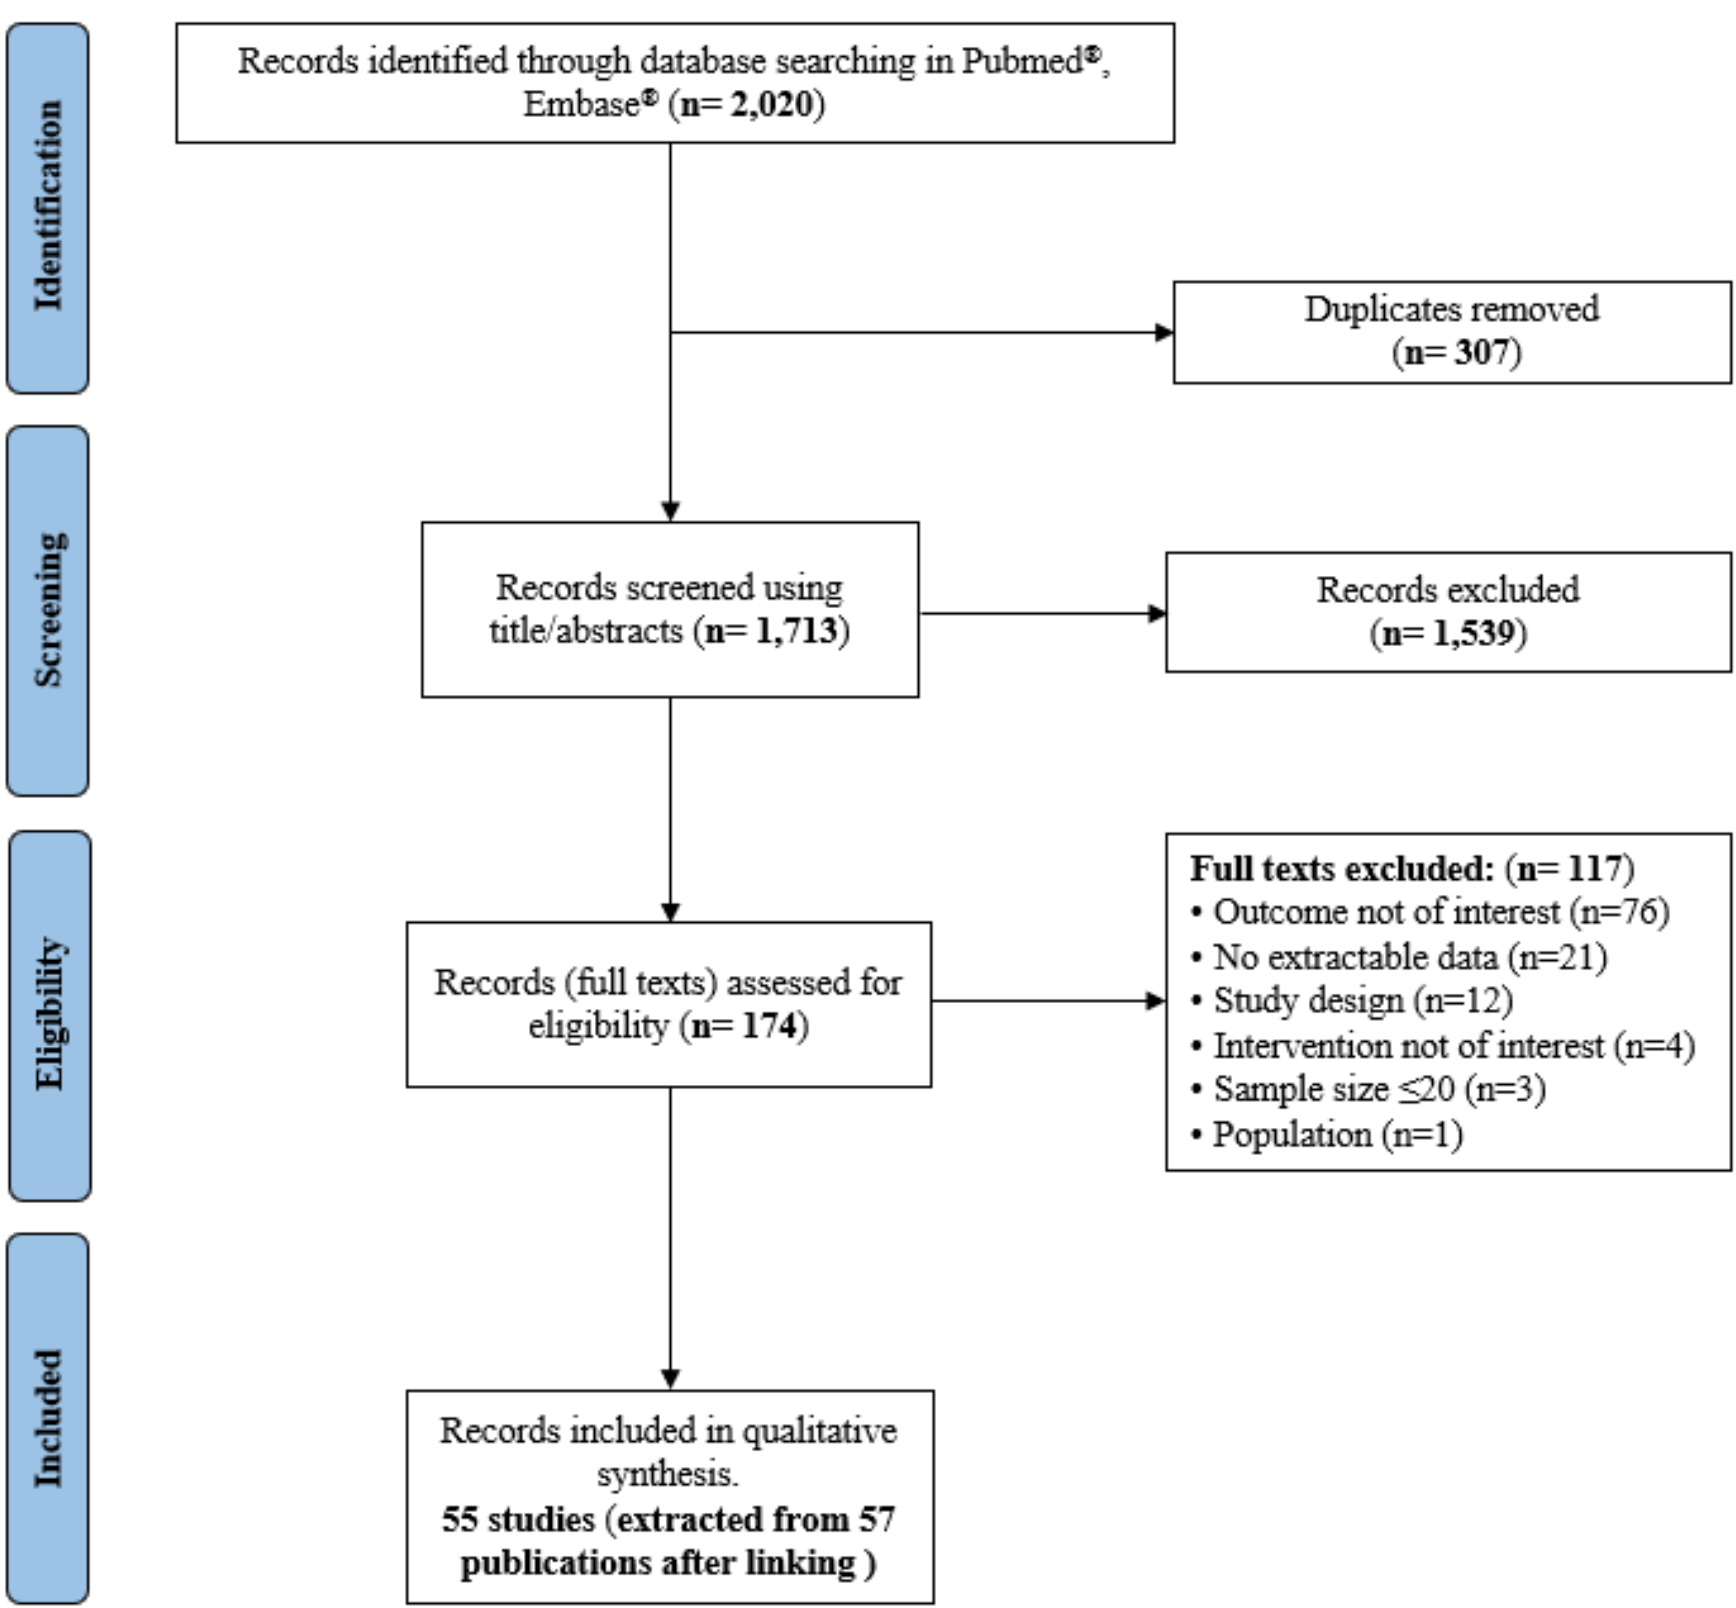 Identification
Records identified through database searching in Pubmed®,
Embase® (n= 2,020)
Duplicates removed
(n= 307)
Screening
Records screened using
title/abstracts (n= 1,713)
Records excluded
(n= 1,539)
Eligibility
Records (full texts) assessed for
eligibility (n= 174)
Full texts excluded: (n= 117)
• Outcome not of interest (n=76)
• No extractable data (n=21)
• Study design (n=12)
• Intervention not of interest (n=4)
• Sample size ≤20 (n=3)
• Population (n=1)
Included
Records included in qualitative
synthesis.
55 studies (extracted from 57
publications after linking )